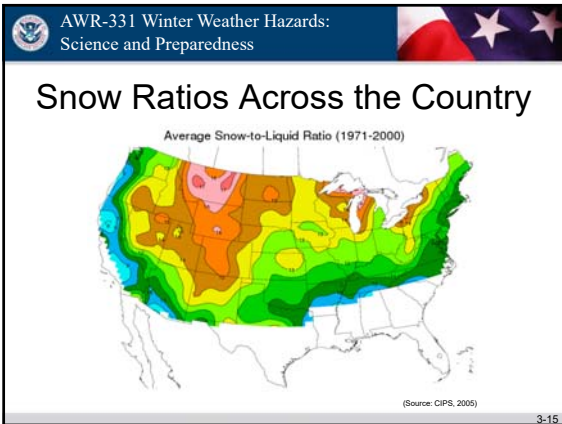 AWR-331 Winter Weather Hazards:
Science and Preparedness
Snow Ratios Across the Country
Average Snow-to-Liquid Ratio (1971-2000)
(Source: CIPS, 2005)
3-15